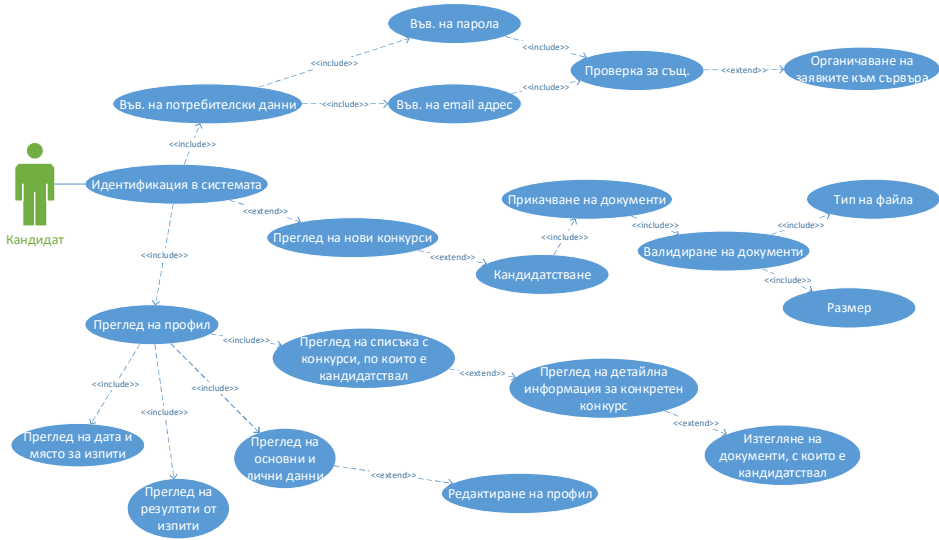 Във. на парола
<<include>>
<<include>>
Органичаване на
заявките към сървъра
Проверка за същ.
<<extend>>
<<include>>
Във. на потребителски данни
<<include>>
Във. на email адрес
<<include>>
Идентификация в системата
Кандидат
<<extend>>
Преглед на нови конкурси
<<include>>
<<extend>>
Прикачване на документи
<<include>>
<<include>>
Кандидатстване
Тип на файла
<<include>>
Валидиране на документи
<<include>>
Размер
Преглед на профил
<<include>>
Преглед на списъка с
конкурси, по които е
кандидатствал
<<extend>>
Преглед на детайлна
информация за конкретен
конкурс
<<include>>
<<include>>
<<include>>
<<extend>>
Преглед на дата и
място за изпити
Преглед на
основни и
лични данни
Изтегляне на
документи, с които е
кандидатствал
<<extend>>
Редактиране на профил
Преглед на
резултати от
изпити